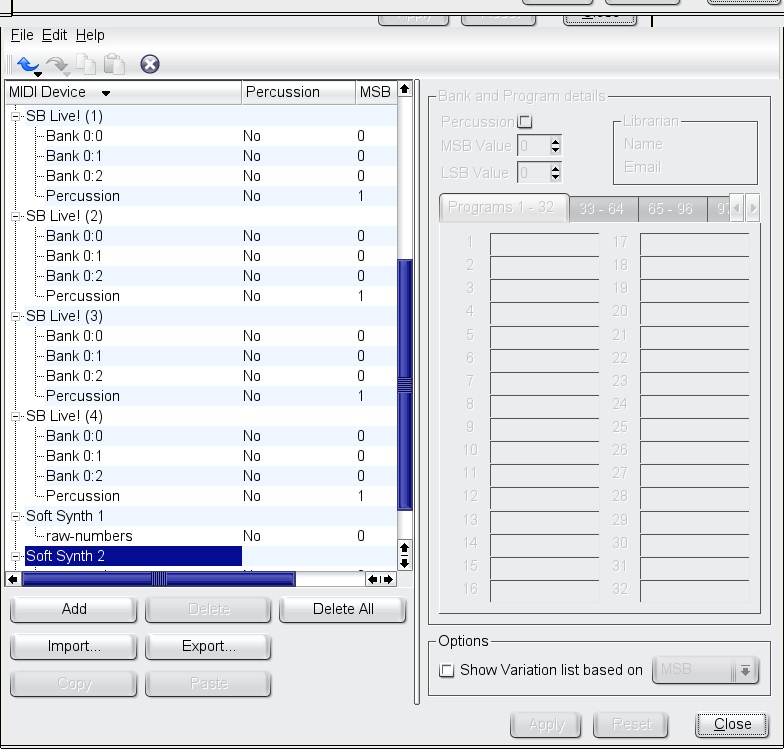 File Edit Help
MIDI Device Percussion MSB
SB Live! (1)
Bank 0:0 No 0
Bank 0:1 No 0
Bank 0:2 No 0
Percussion No 1
SB Live! (2)
Bank 0:0 No 0
Bank 0:1 No 0
Bank 0:2 No 0
Percussion No 1
SB Live! (3)
Bank 0:0 No 0
Bank 0:1 No 0
Bank 0:2 No 0
Percussion No 1
SB Live! (4)
Bank 0:0 No 0
Bank 0:1 No 0
Bank 0:2 No 0
Percussion No 1
Soft Synth 1
raw-numbers No 0
Soft Synth 2
Add Delete Delete All
Import... Export...
Copy Paste
Bank and Program details
Percussion
MSB Value 0
LSB Value 0
Librarian
Name
Email
Programs 1 - 32 33 - 64 65 - 96
1 17
2 18
3 19
4 20
5 21
6 22
7 23
8 24
9 25
10 26
11 27
12 28
13 29
14 30
15 31
16 32
Options
Show Variation list based on MSB
Apply Reset Close